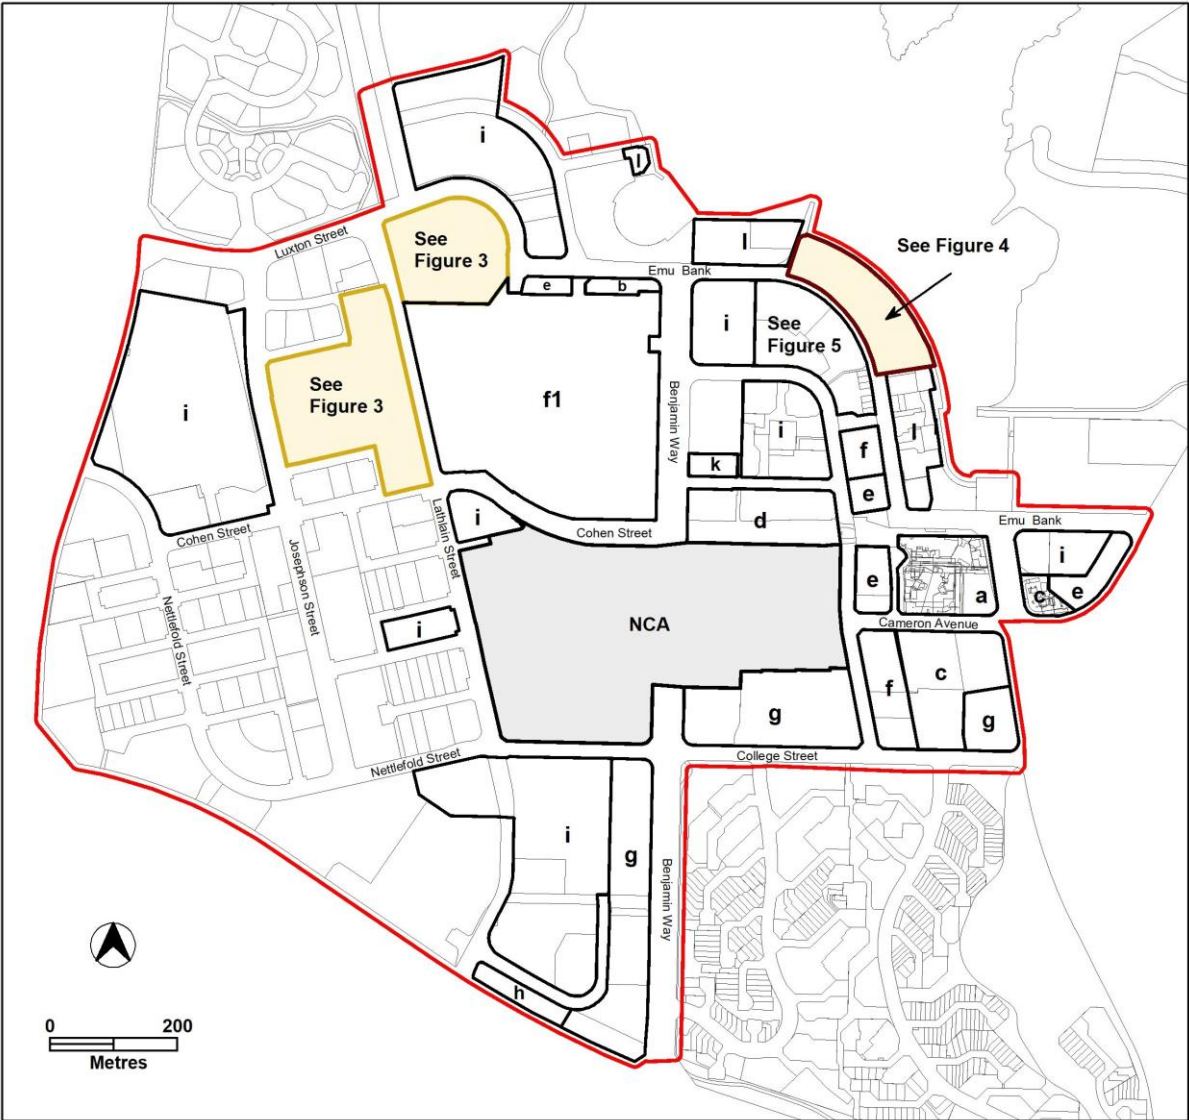 i
l
Luxton Street
See
Figure 3
See Figure 4
l
Emu Bank
e
b
i
See
Figure 5
i
See
Figure 3
f1
Benjamin Way
i
f
l
k
e
Lathlain Street
i
d
Emu Bank
Cohen Street
Cohen Street
i
Josephson Street
e
a
c
e
Nettlefold Street
Cameron Avenue
i
NCA
f
c
g
g
College Street
Nettlefold Street
i
g
Benjamin Way
h
0 200
Metres